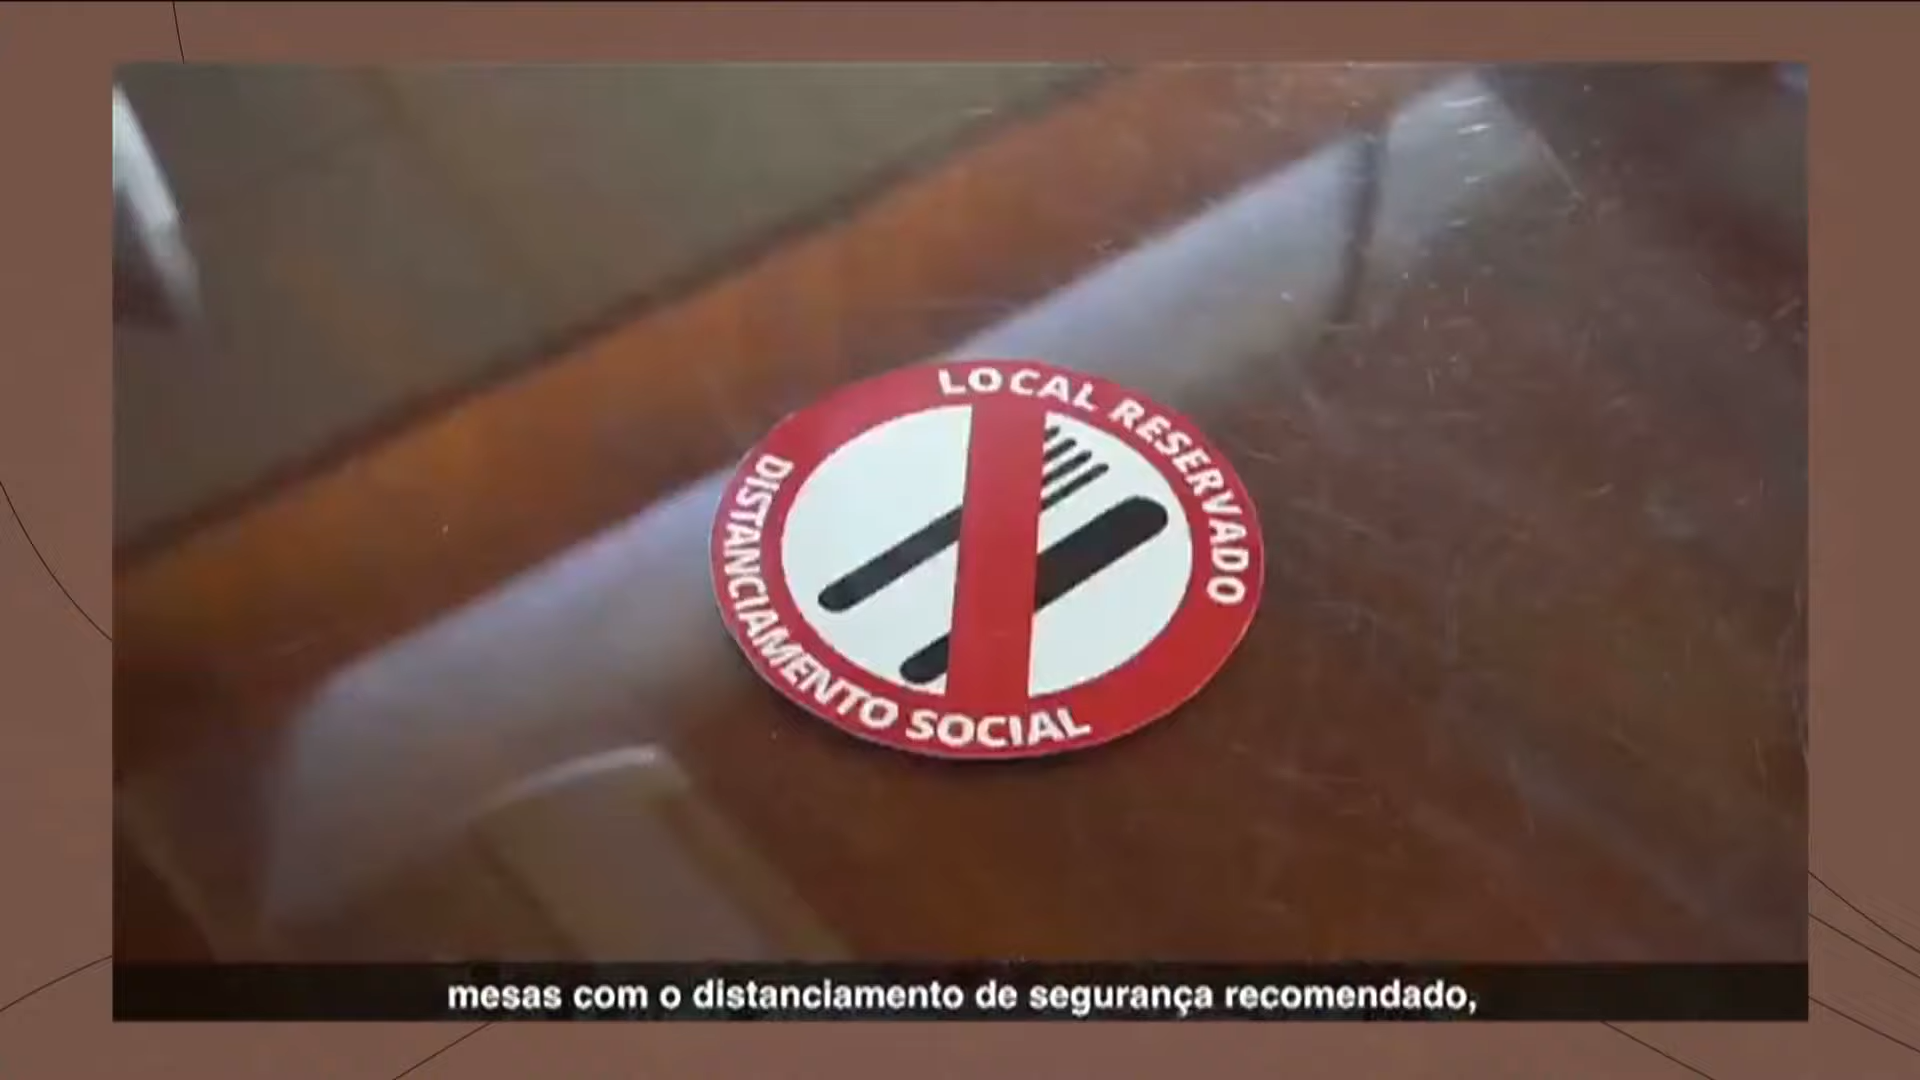 LOCAL RESERVADO
DISTANCIAMENTO SOCIAL
mesas com o distanciamento de segurança recomendado,